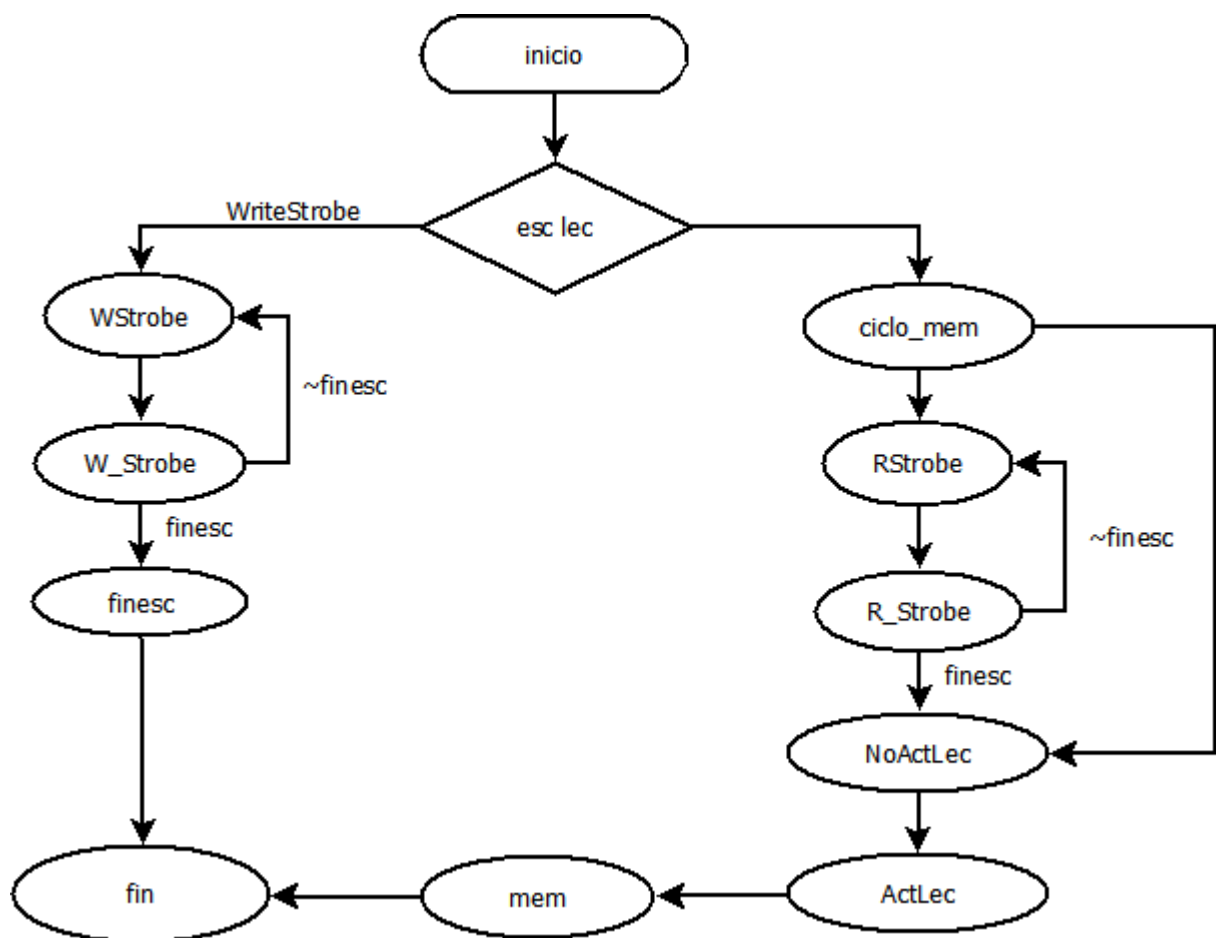 inicio
WriteStrobe
esc lec
WStrobe
ciclo_mem
~finesc
W_Strobe
RStrobe
finesc
~finesc
finesc
R_Strobe
finesc
NoActLec
fin
mem
ActLec